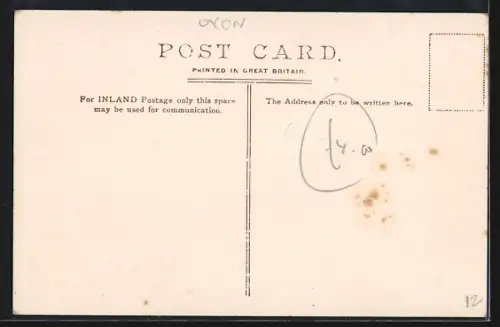 OXON
POST CARD.
PRINTED IN GREAT BRITAIN.
For INLAND Postage only this space
may be used for communication.
The Address only to be written here.
£4.00
12